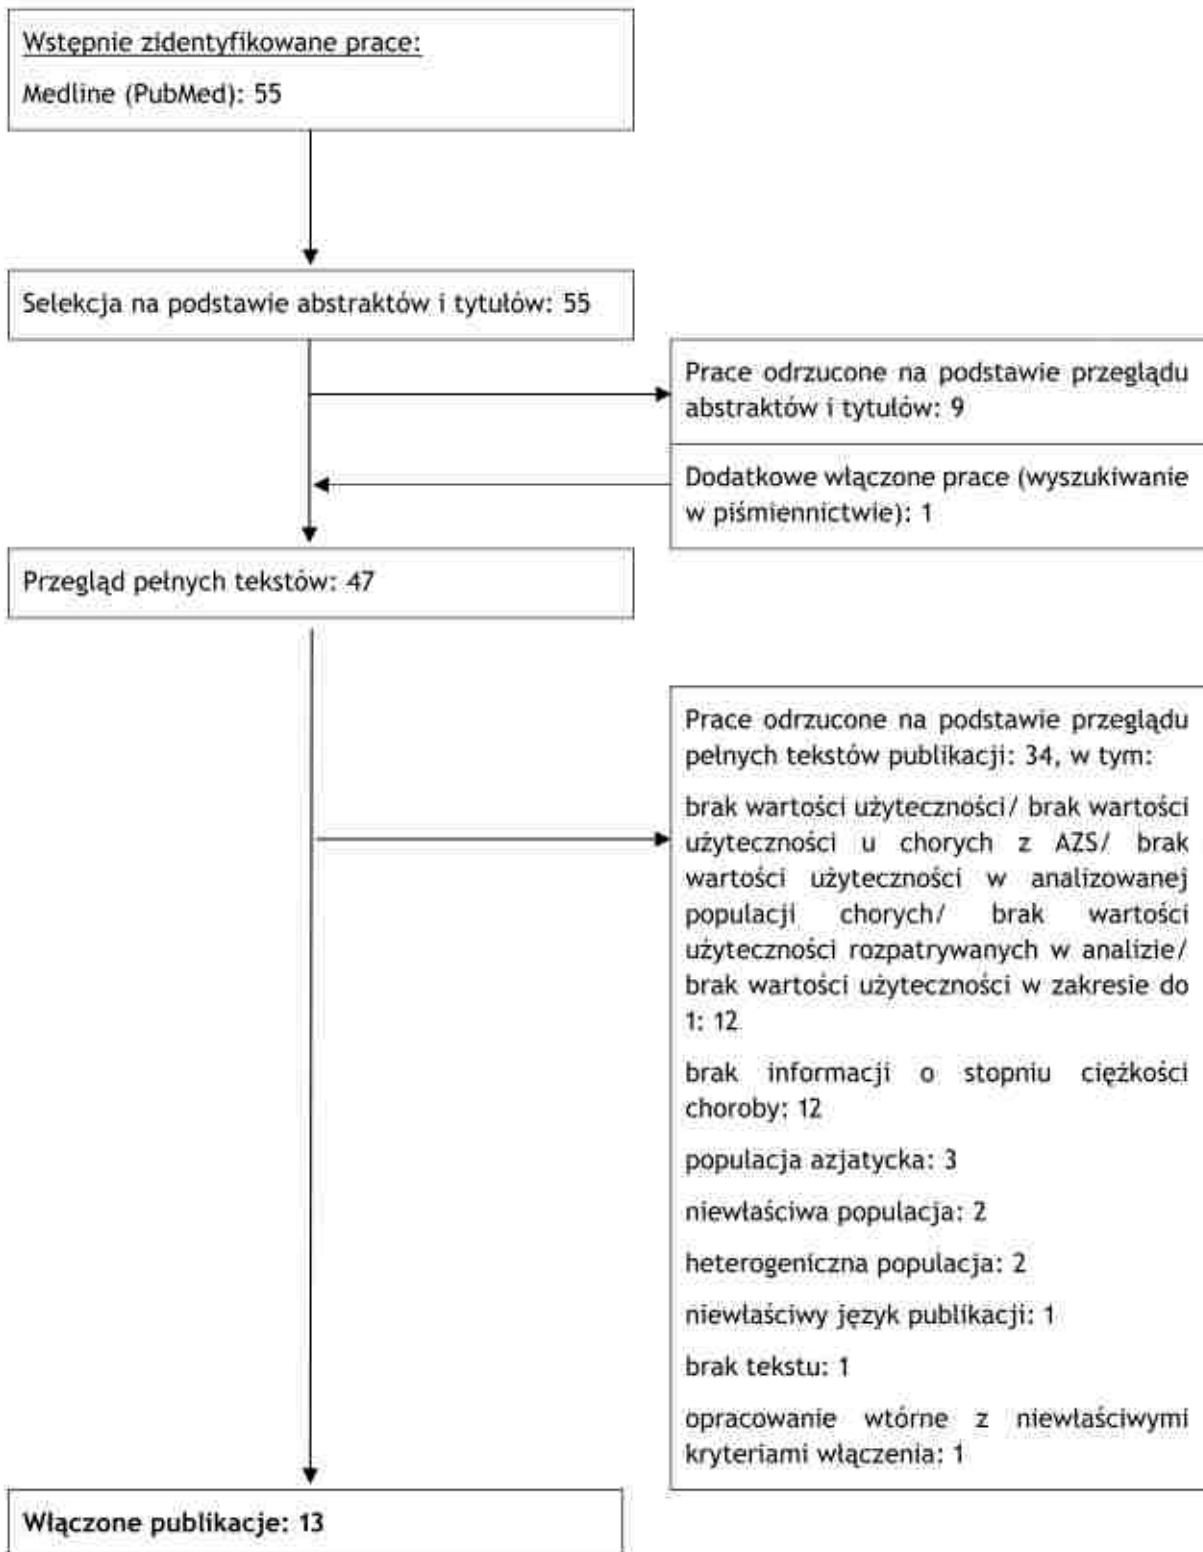 Wstępnie zidentyfikowane prace:
Medline (PubMed): 55
Selekcja na podstawie abstraktów i tytułów: 55
Prace odrzucone na podstawie przeglądu
abstraktów i tytułów: 9
Dodatkowe włączone prace (wyszukiwanie
w piśmiennictwie): 1
Przegląd pełnych tekstów: 47
Prace odrzucone na podstawie przeglądu
pełnych tekstów publikacji: 34, w tym:
brak wartości użyteczności/ brak wartości
użyteczności u chorych z AZS/ brak
wartości użyteczności w analizowanej
populacji chorych/ brak wartości
użyteczności rozpatrywanych w analizie/
brak wartości użyteczności w zakresie do
1: 12
brak informacji o stopniu ciężkości
choroby: 12
populacja azjatycka: 3
niewłaściwa populacja: 2
heterogeniczna populacja: 2
niewłaściwy język publikacji: 1
brak tekstu: 1
opracowanie wtórne z niewłaściwymi
kryteriami włączenia: 1
Włączone publikacje: 13